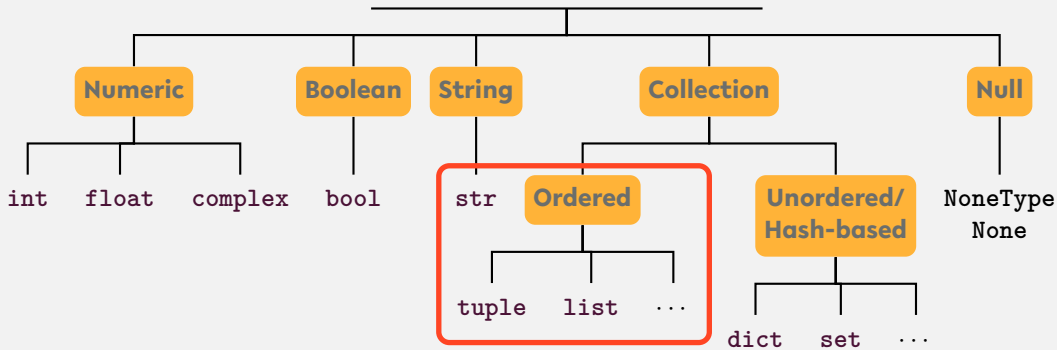 Numeric Boolean String Collection Null
int float complex bool str Ordered Unordered/ NoneType
Hash-based None
tuple list ···
dict set ···